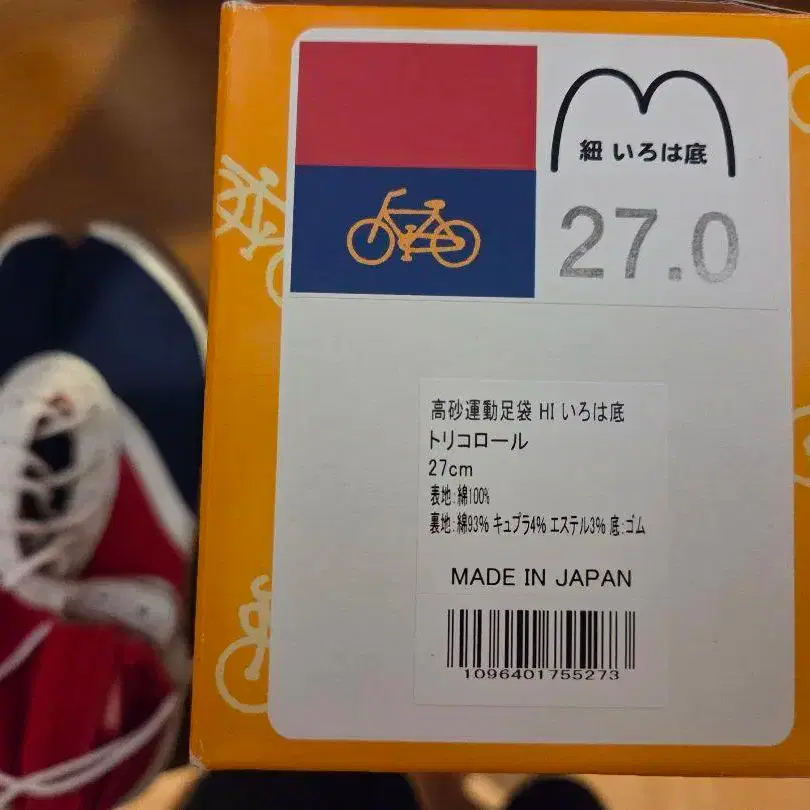 紐 いろは底
27.0
高砂運動足袋 HI いろは底
トリコロール
27cm
表地:綿100%
裏地:綿93% キュプラ4% エステル3% 底:ゴム
MADE IN JAPAN
1096401755273